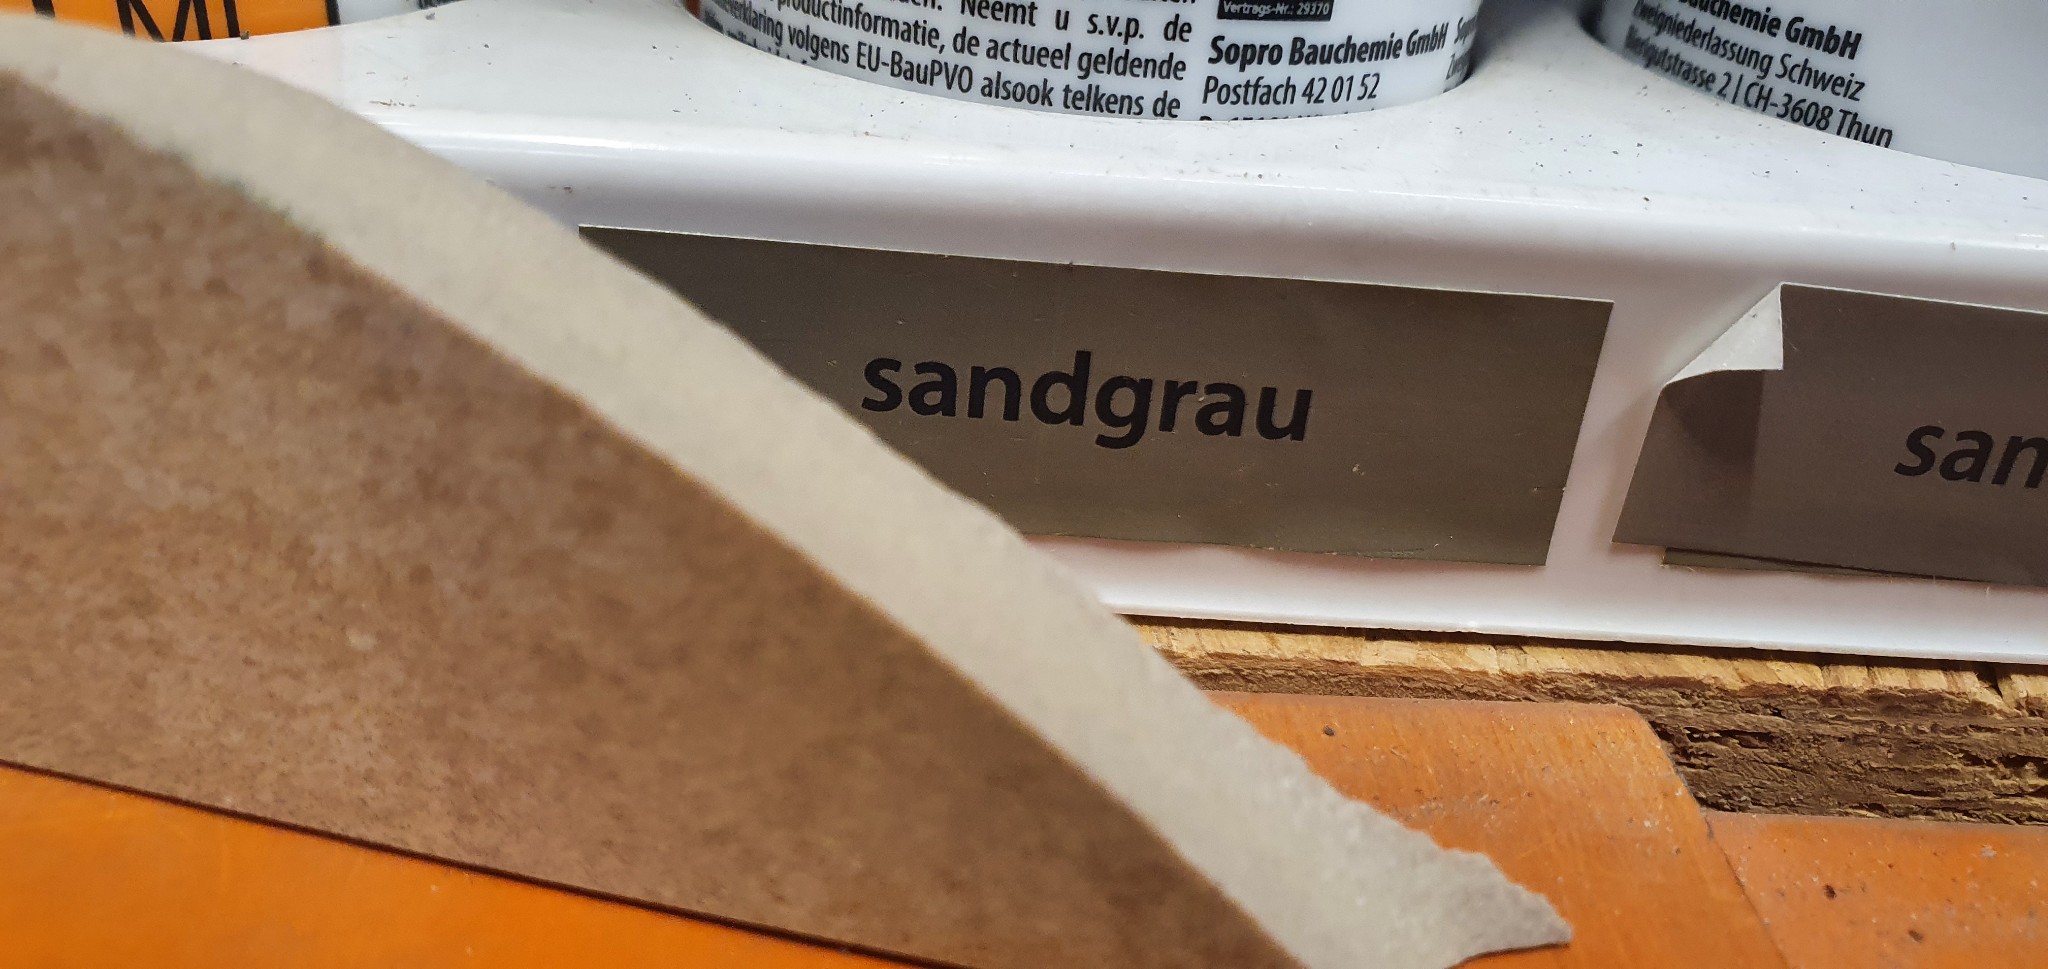 Neemt u s.v.p. de
productinformatie, de actueel geldende
volgens EU-BauPVO alsook telkens de
Vertrags-Nr.: 29370
Sopro Bauchemie GmbH
Postfach 42 01 52
Bauchemie GmbH
Zweigniederlassung Schweiz
Bierigutstrasse 2 | CH-3608 Thun
sandgrau
san